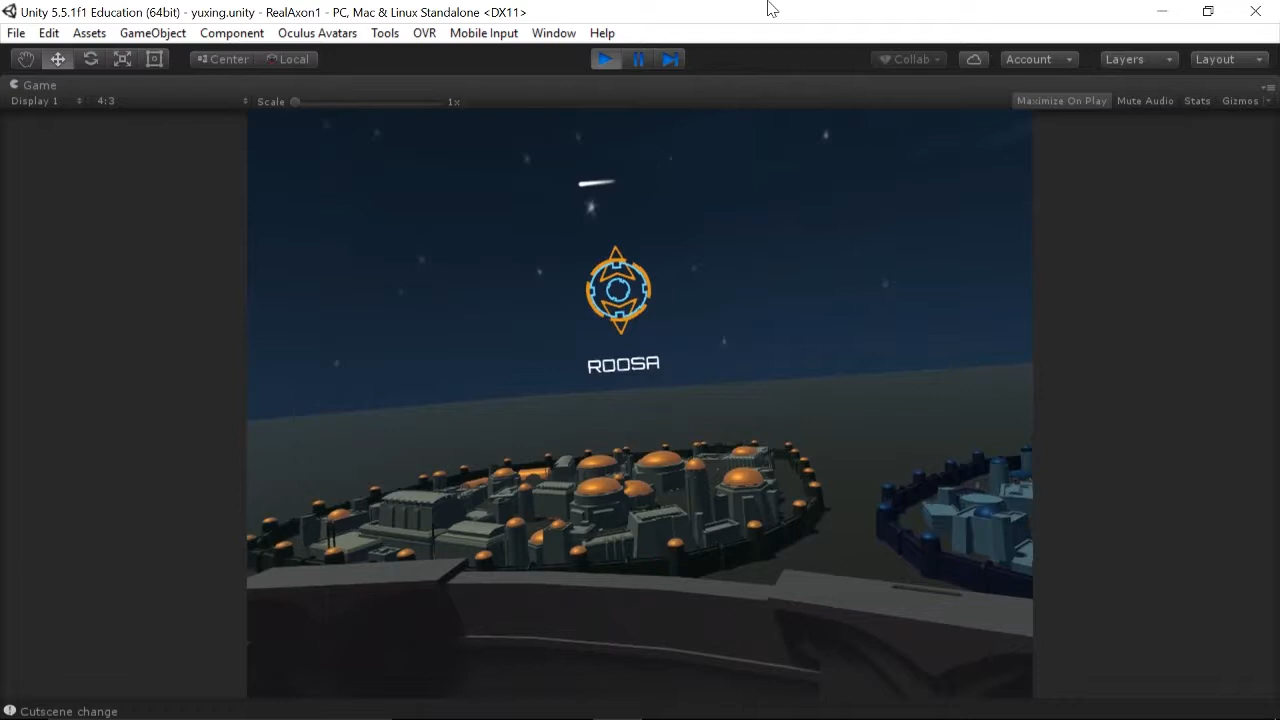 Unity 5.5.1f1 Education (64bit) - yuxing.unity - RealAxon1 - PC, Mac & Linux Standalone <DX11>
File Edit Assets GameObject Component Oculus Avatars Tools OVR Mobile Input Window Help
Center Local Collab Account Layers Layout
Game
Display 1 4:3 Scale 1x Maximize On Play Mute Audio Stats Gizmos
ROOSA
Cutscene change